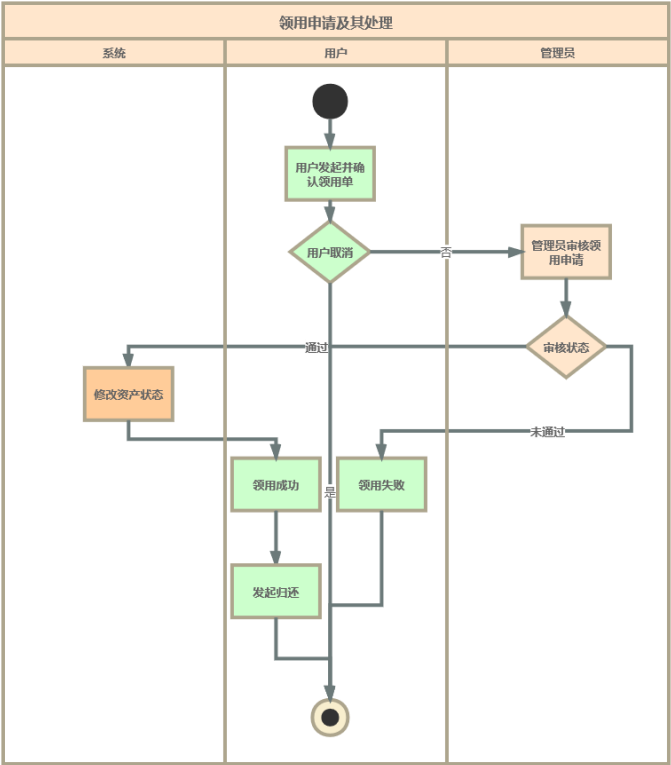 领用申请及其处理
系统
用户
管理员
用户发起并确
认领用单
用户取消
否
管理员审核领
用申请
通过
审核状态
修改资产状态
未通过
领用成功
是
领用失败
发起归还